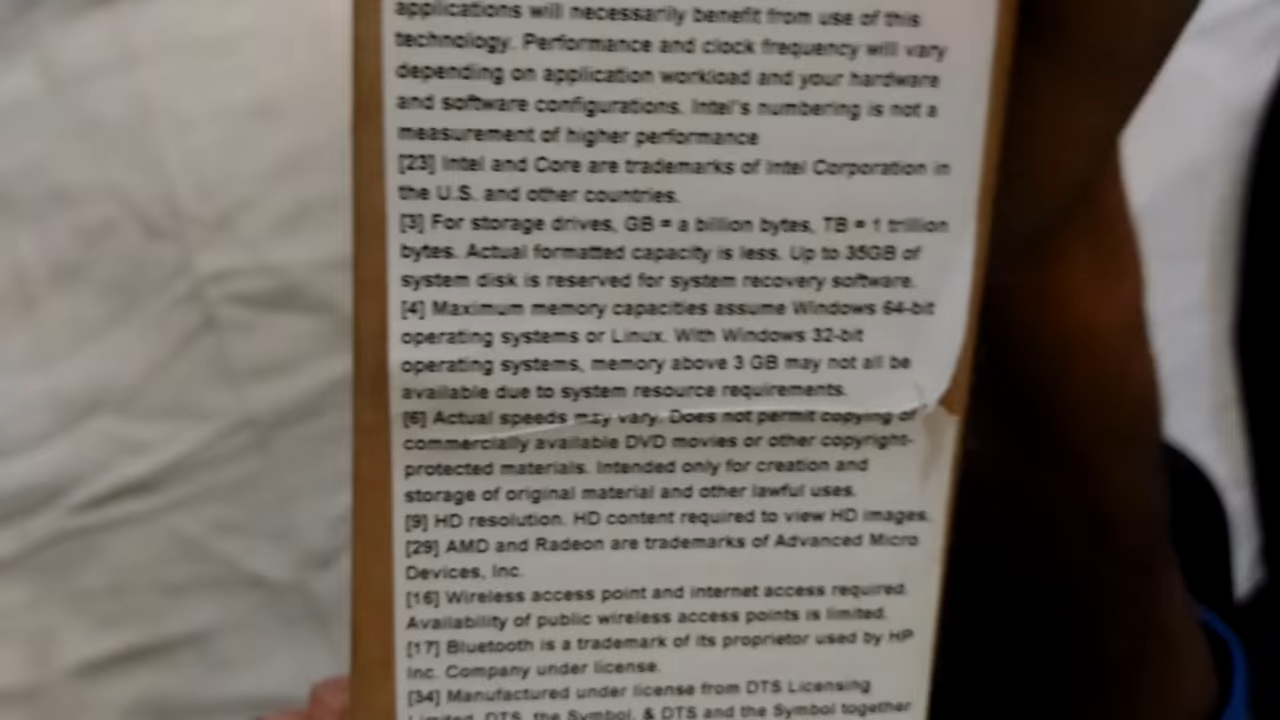 applications will necessarily benefit from use of this
technology. Performance and clock frequency will vary
depending on application workload and your hardware
and software configurations. Intel's numbering is not a
measurement of higher performance
[23] Intel and Core are trademarks of Intel Corporation in
the U.S. and other countries.
[3] For storage drives, GB = a billion bytes, TB = 1 trillion
bytes. Actual formatted capacity is less. Up to 35GB of
system disk is reserved for system recovery software.
[4] Maximum memory capacities assume Windows 64-bit
operating systems or Linux. With Windows 32-bit
operating systems, memory above 3 GB may not all be
available due to system resource requirements.
[6] Actual speeds may vary. Does not permit copying of
commercially available DVD movies or other copyright-
protected materials. Intended only for creation and
storage of original material and other lawful uses.
[9] HD resolution. HD content required to view HD images.
[29] AMD and Radeon are trademarks of Advanced Micro
Devices, Inc.
[16] Wireless access point and internet access required.
Availability of public wireless access points is limited.
[17] Bluetooth is a trademark of its proprietor used by HP
Inc. Company under license.
[34] Manufactured under license from DTS Licensing
Limited. DTS, the Symbol, & DTS and the Symbol together